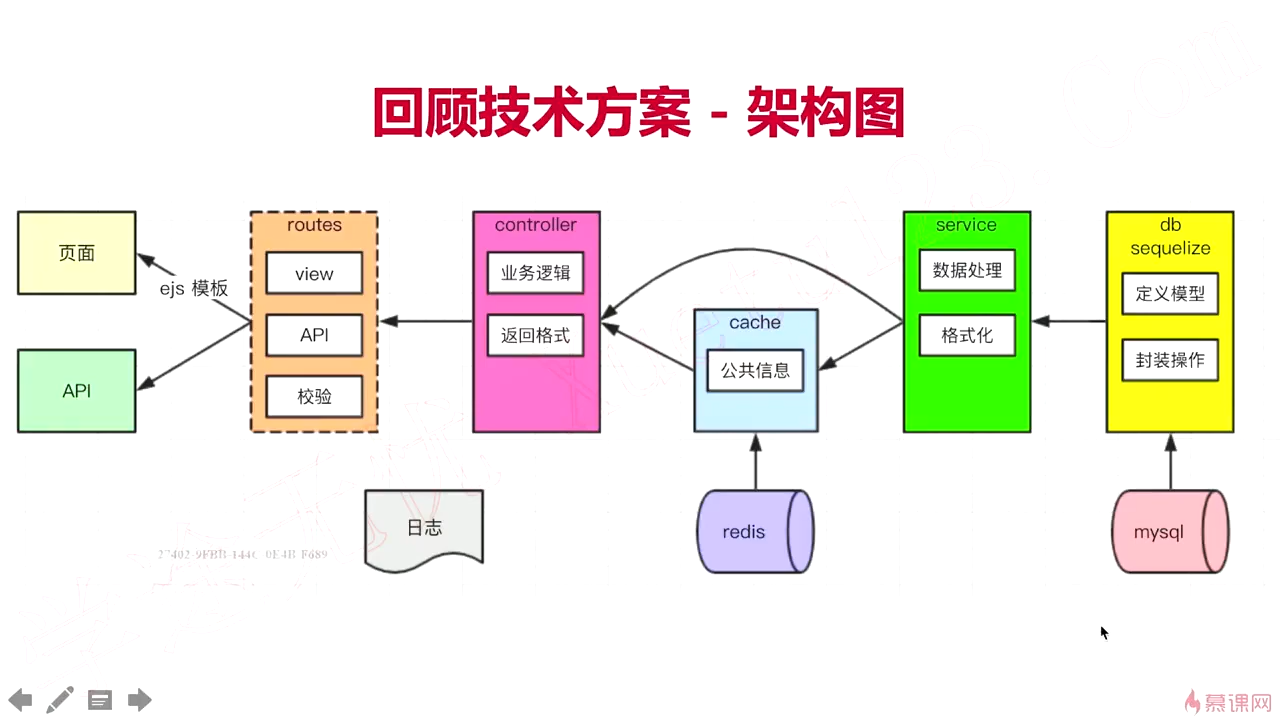 回顾技术方案 - 架构图
页面
ejs 模板
API
routes
view
API
校验
controller
业务逻辑
返回格式
cache
公共信息
service
数据处理
格式化
db
sequelize
定义模型
封装操作
日志
redis
mysql
慕课网